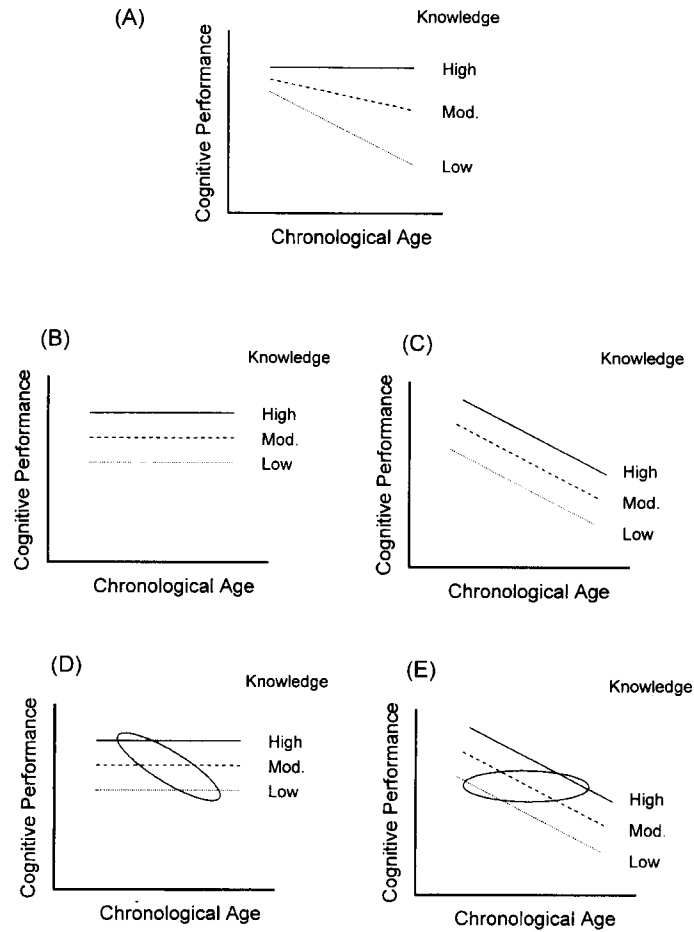 (A)
Knowledge
High
Mod.
Low
Cognitive Performance
Chronological Age
(B)
Knowledge
High
Mod.
Low
Cognitive Performance
Chronological Age
(C)
Knowledge
High
Mod.
Low
Cognitive Performance
Chronological Age
(D)
Knowledge
High
Mod.
Low
Cognitive Performance
Chronological Age
(E)
Knowledge
High
Mod.
Low
Cognitive Performance
Chronological Age